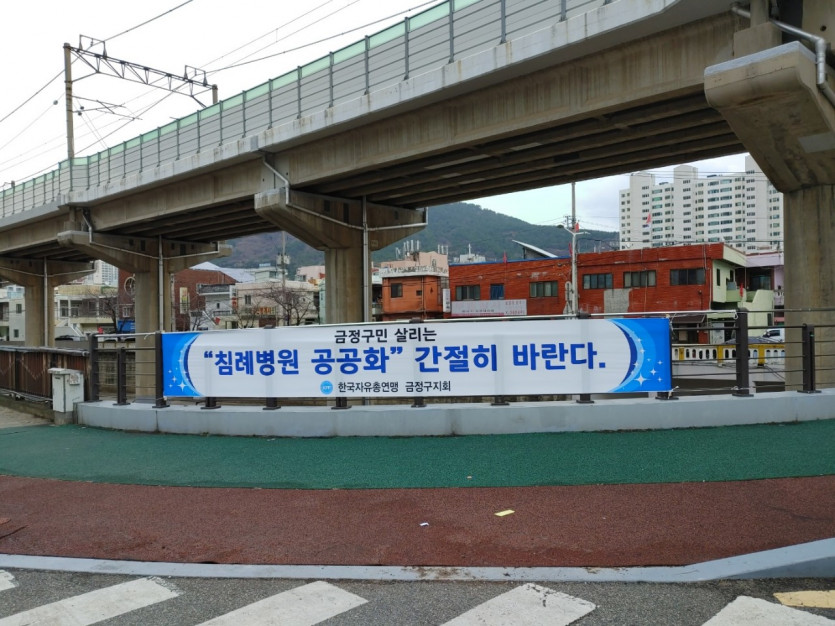 금정구민 살리는
“침례병원 공공화” 간절히 바란다.
한국자유총연맹 금정구지회